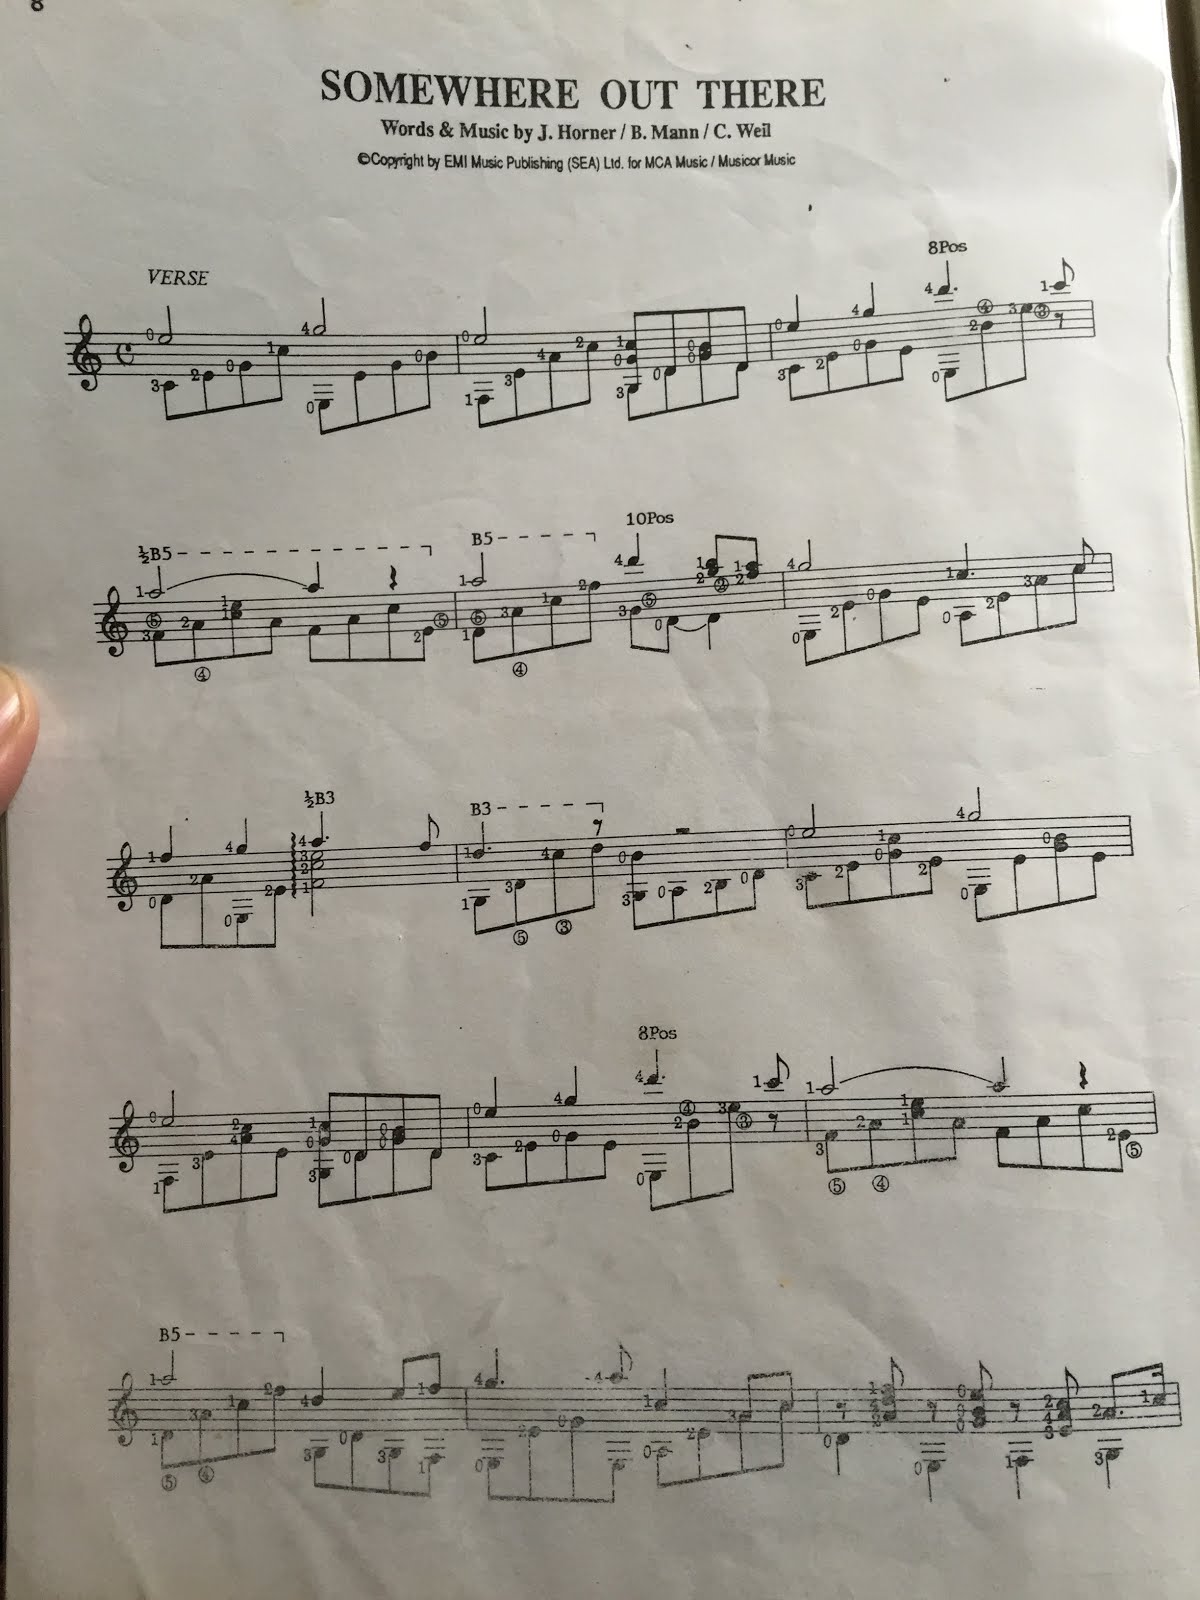 8
SOMEWHERE OUT THERE
Words & Music by J. Horner / B. Mann / C. Weil
©Copyright by EMI Music Publishing (SEA) Ltd. for MCA Music / Musicor Music
8Pos
VERSE
10Pos
½B5
B5
½B3
B3
8Pos
B5